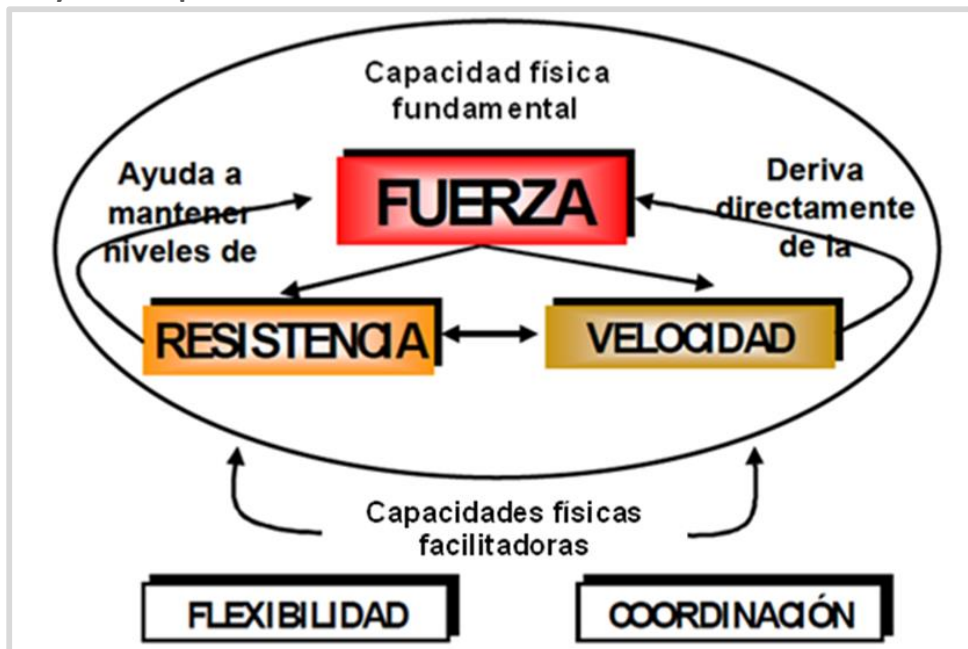 Capacidad física
fundamental
FUERZA
Ayuda a
mantener
niveles de
Deriva
directamente
de la
RESISTENCIA
VELOCIDAD
Capacidades físicas
facilitadoras
FLEXIBILIDAD
COORDINACIÓN